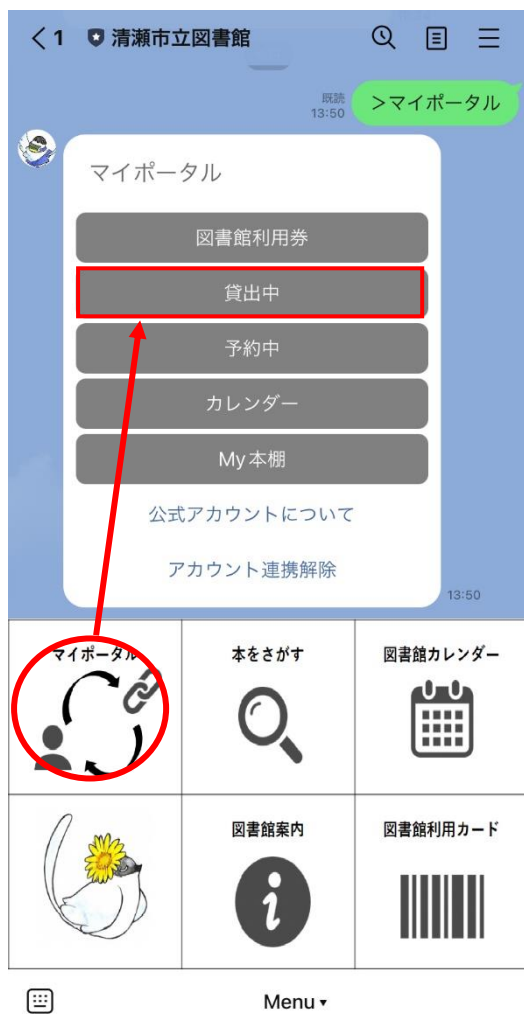 1 清瀬市立図書館
既読
13:50
>マイポータル
マイポータル
図書館利用券
貸出中
予約中
カレンダー
My本棚
公式アカウントについて
アカウント連携解除
13:50
マイポータル
本をさがす
図書館カレンダー
図書館案内
図書館利用カード
Menu